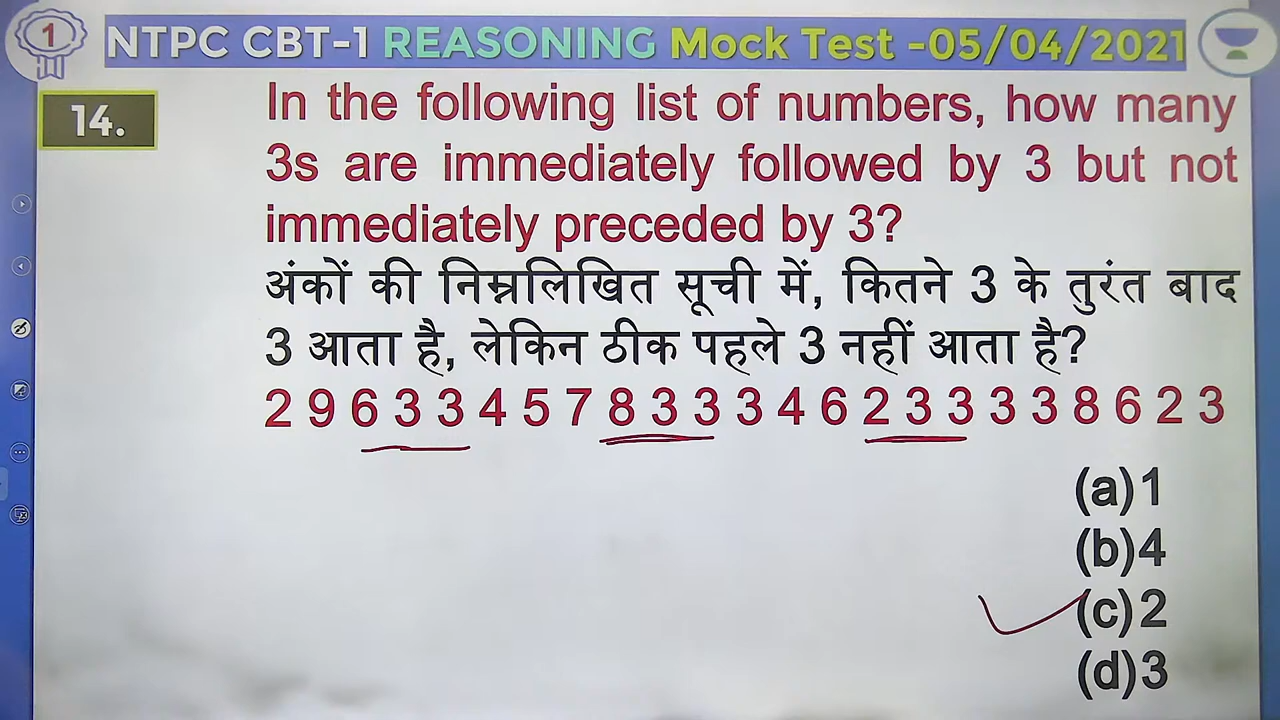 1
NTPC CBT-1 REASONING Mock Test -05/04/2021
14.
In the following list of numbers, how many
3s are immediately followed by 3 but not
immediately preceded by 3?
अंकों की निम्नलिखित सूची में, कितने 3 के तुरंत बाद
3 आता है, लेकिन ठीक पहले 3 नहीं आता है?
2 9 6 3 3 4 5 7 8 3 3 3 4 6 2 3 3 3 3 8 6 2 3
(a)1
(b)4
(c)2
(d)3